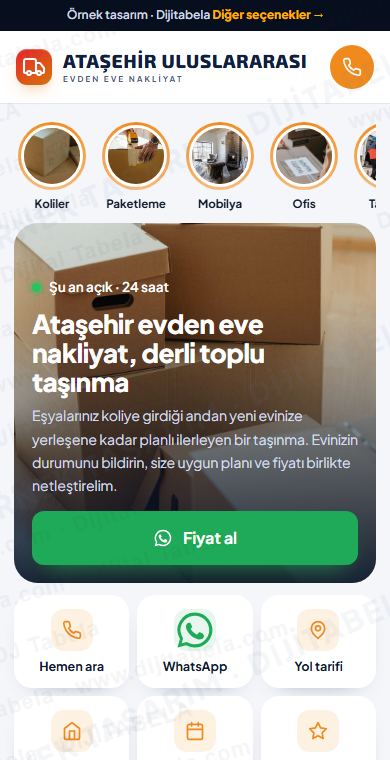 Örnek tasarım · Dijitabela Diğer seçenekler →
ATAŞEHİR ULUSLARARASI
EVDEN EVE NAKLİYAT
Koliler
Paketleme
Mobilya
Ofis
Şu an açık · 24 saat
Ataşehir evden eve
nakliyat, derli toplu
taşınma
Eşyalarınız koliye girdiği andan yeni evinize
yerleşene kadar planlı ilerleyen bir taşınma. Evinizin
durumunu bildirin, size uygun planı ve fiyatı birlikte
netleştirelim.
Fiyat al
Hemen ara
WhatsApp
Yol tarifi